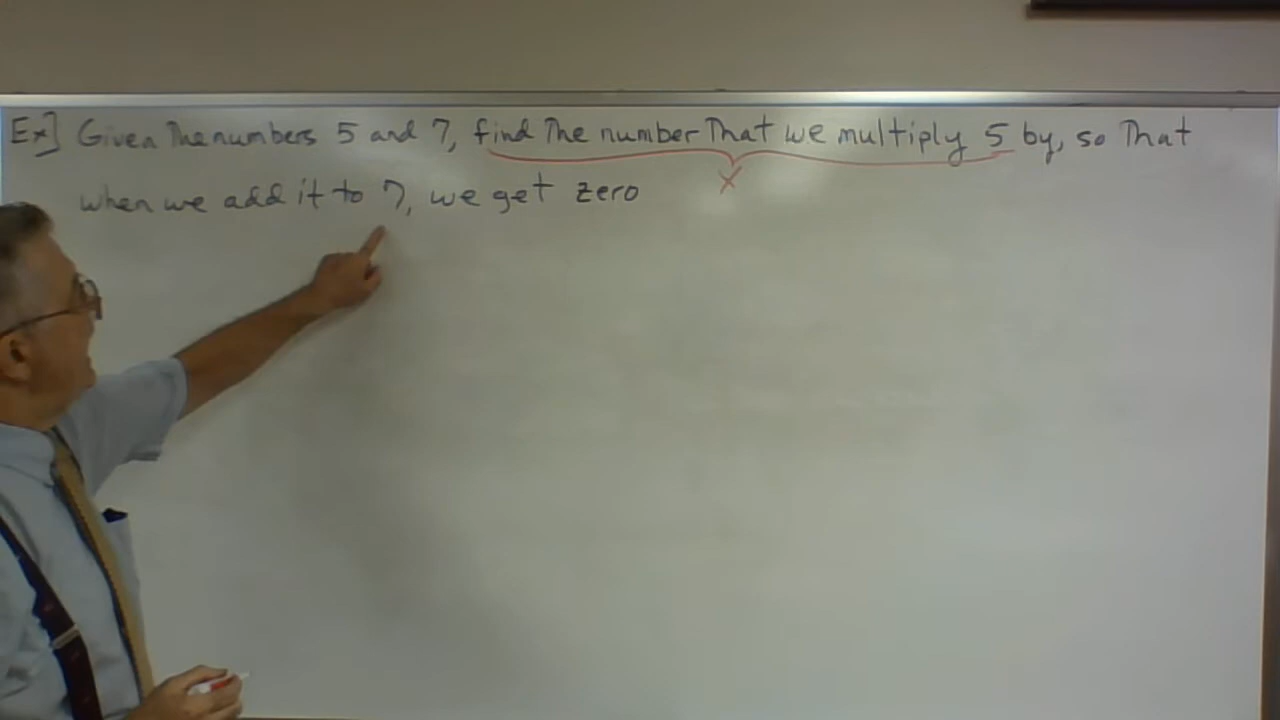 Ex] Given The numbers 5 and 7, find The number That we multiply 5 by, so That
x
when we add it to 7, we get zero